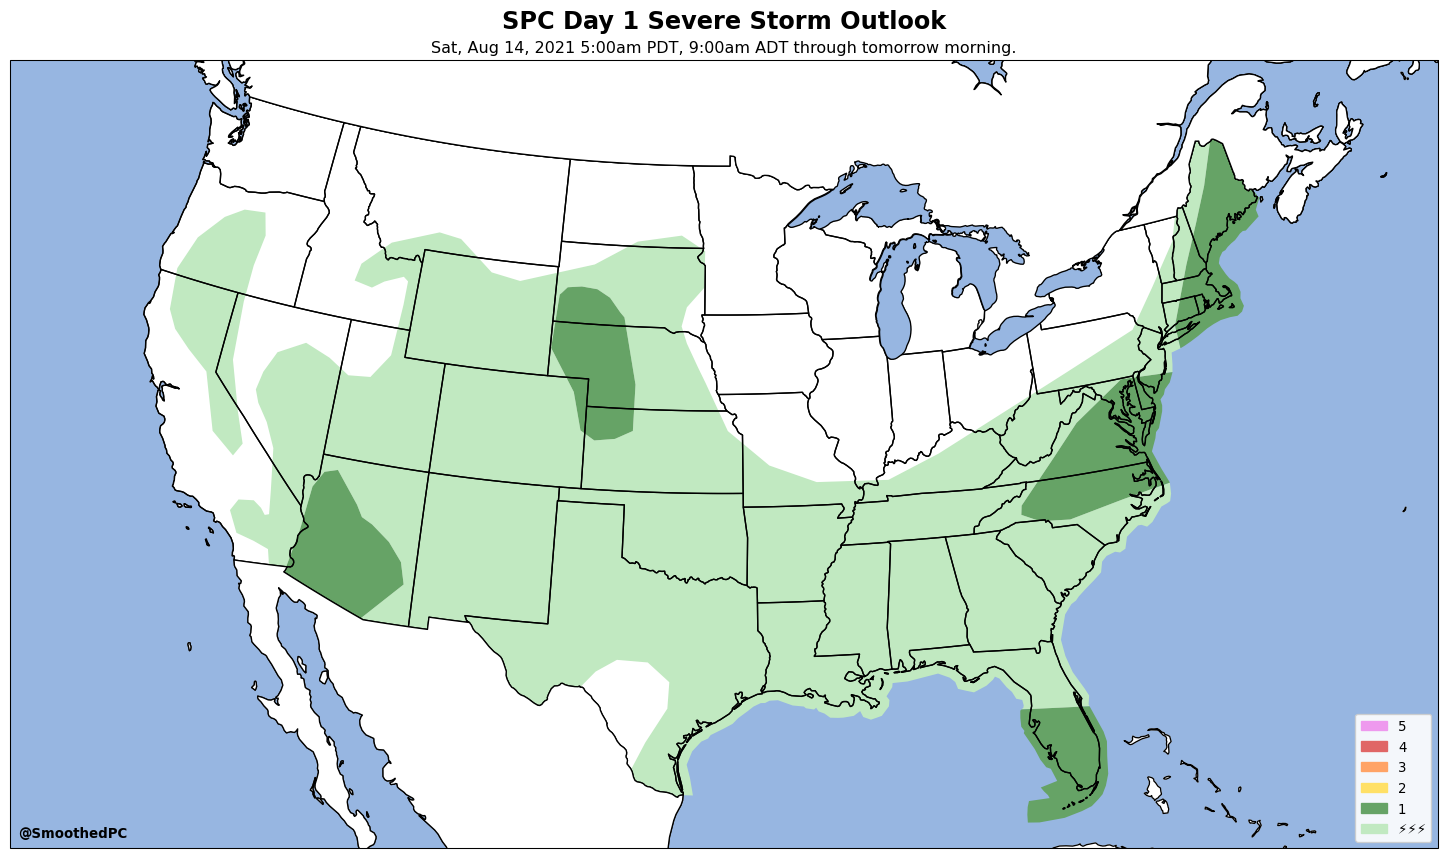 SPC Day 1 Severe Storm Outlook
Sat, Aug 14, 2021 5:00am PDT, 9:00am ADT through tomorrow morning.
5
4
3
2
1
⚡⚡⚡
@SmoothedPC